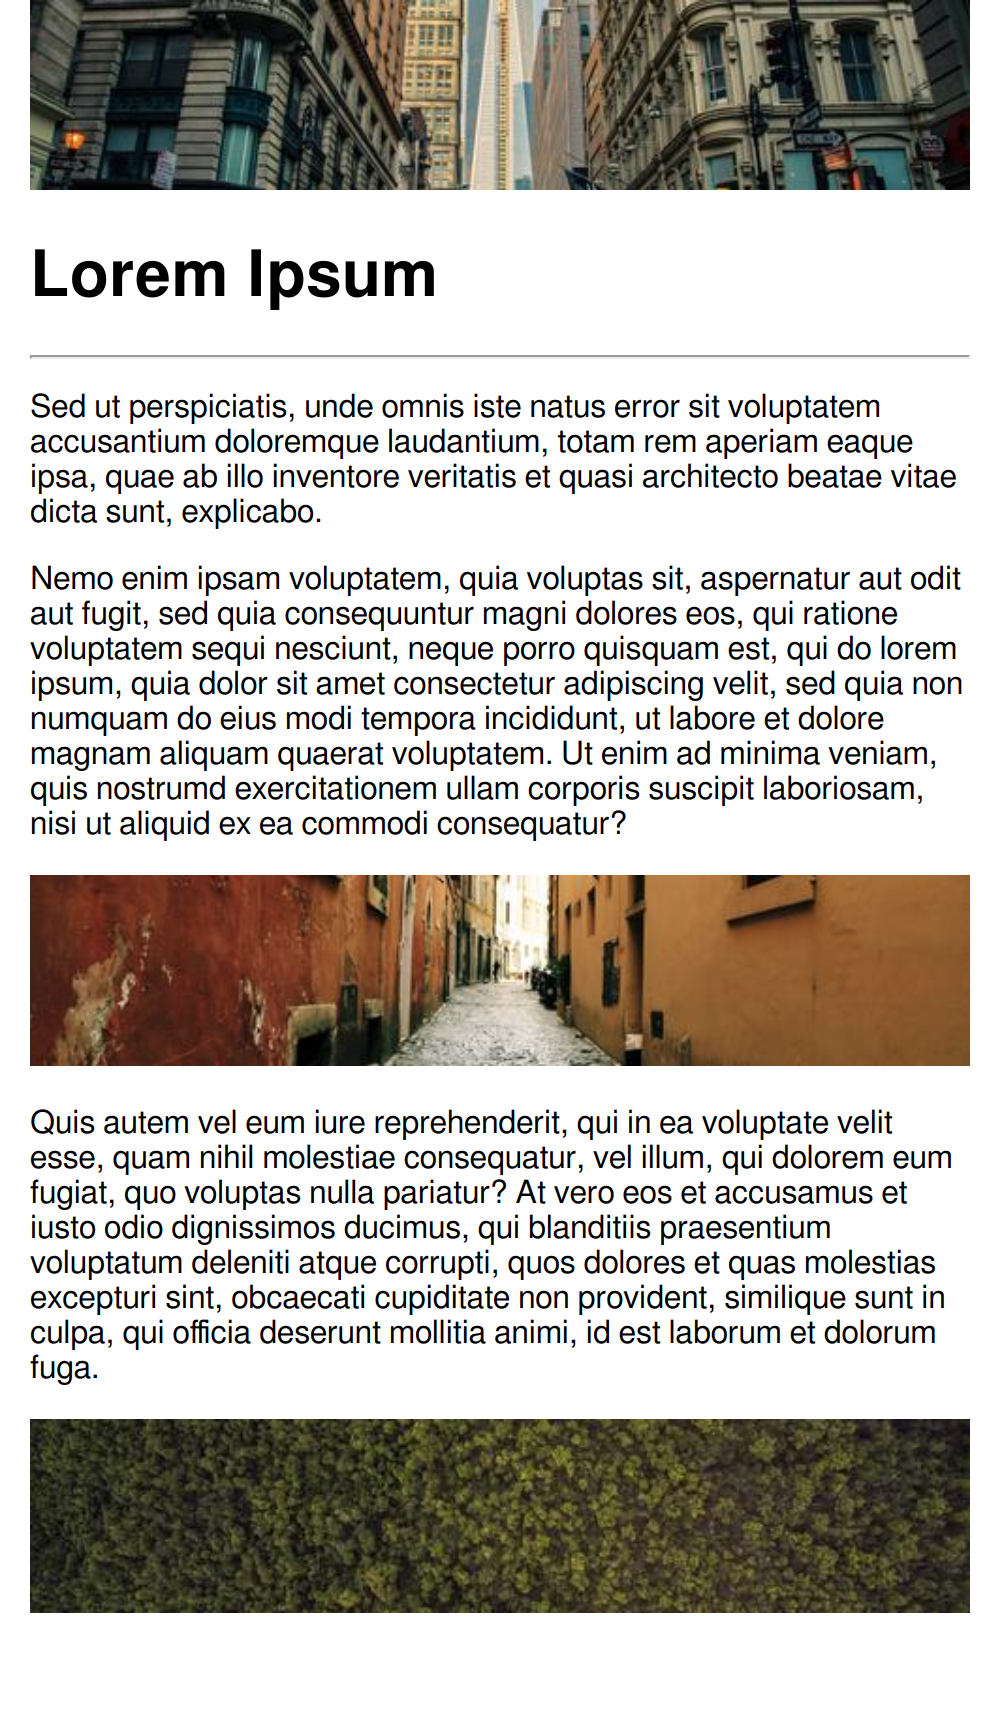 Lorem Ipsum
Sed ut perspiciatis, unde omnis iste natus error sit voluptatem
accusantium doloremque laudantium, totam rem aperiam eaque
ipsa, quae ab illo inventore veritatis et quasi architecto beatae vitae
dicta sunt, explicabo.
Nemo enim ipsam voluptatem, quia voluptas sit, aspernatur aut odit
aut fugit, sed quia consequuntur magni dolores eos, qui ratione
voluptatem sequi nesciunt, neque porro quisquam est, qui do lorem
ipsum, quia dolor sit amet consectetur adipiscing velit, sed quia non
numquam do eius modi tempora incididunt, ut labore et dolore
magnam aliquam quaerat voluptatem. Ut enim ad minima veniam,
quis nostrumd exercitationem ullam corporis suscipit laboriosam,
nisi ut aliquid ex ea commodi consequatur?
Quis autem vel eum iure reprehenderit, qui in ea voluptate velit
esse, quam nihil molestiae consequatur, vel illum, qui dolorem eum
fugiat, quo voluptas nulla pariatur? At vero eos et accusamus et
iusto odio dignissimos ducimus, qui blanditiis praesentium
voluptatum deleniti atque corrupti, quos dolores et quas molestias
excepturi sint, obcaecati cupiditate non provident, similique sunt in
culpa, qui officia deserunt mollitia animi, id est laborum et dolorum
fuga.